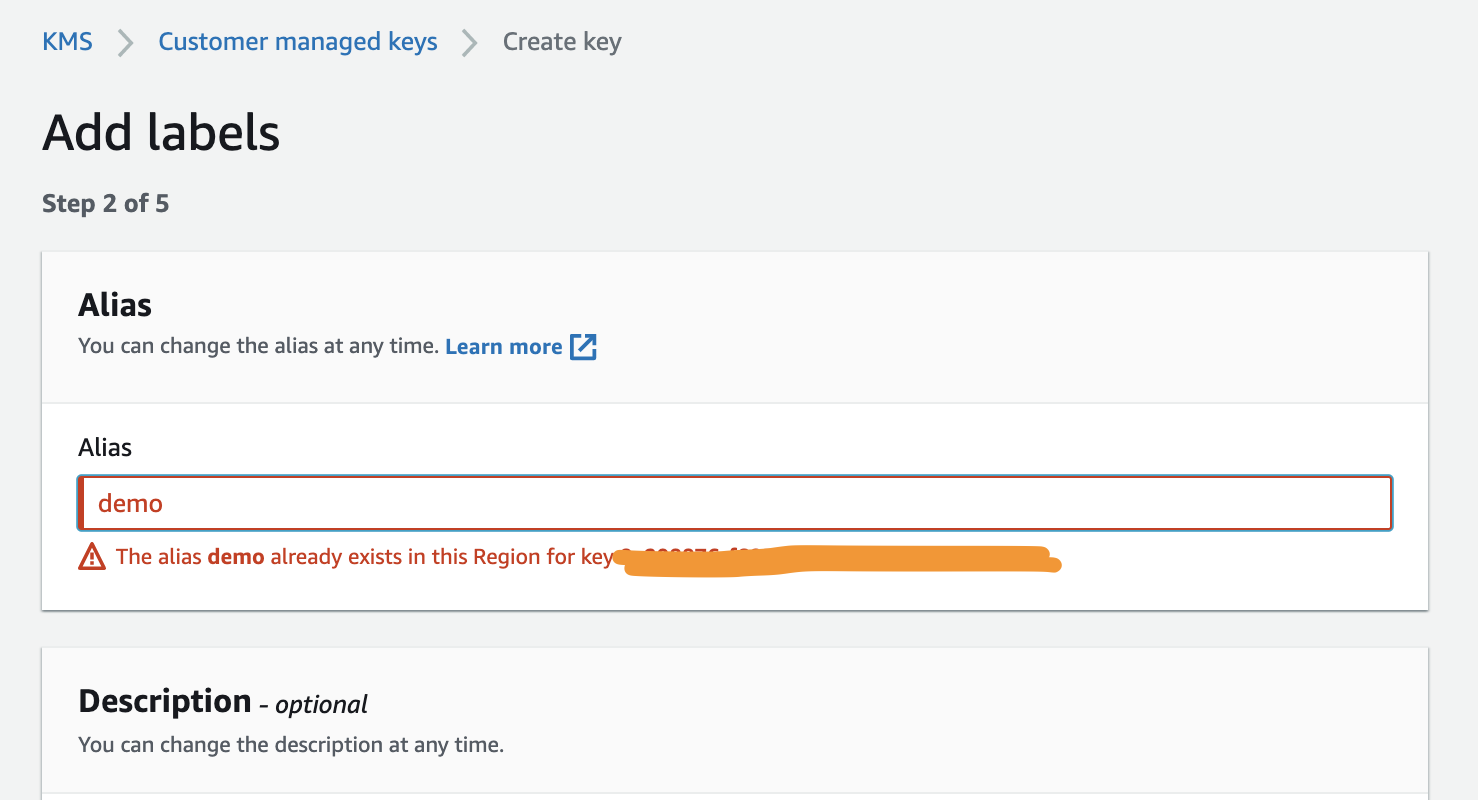 KMS > Customer managed keys > Create key
Add labels
Step 2 of 5
Alias
You can change the alias at any time. Learn more
Alias
demo
The alias demo already exists in this Region for key
Description - optional
You can change the description at any time.